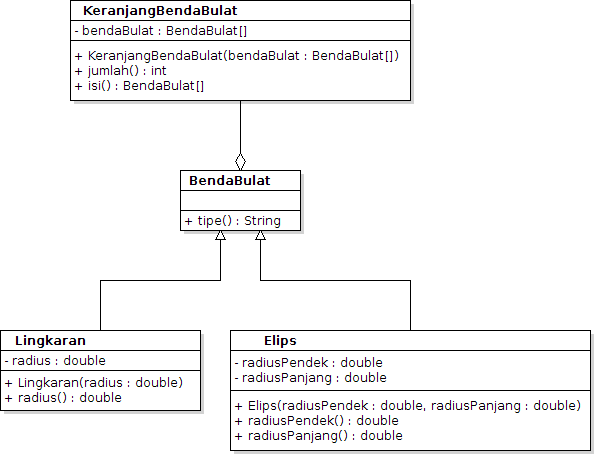 KeranjangBendaBulat
- bendaBulat : BendaBulat[]
+ KeranjangBendaBulat(bendaBulat : BendaBulat[])
+ jumlah() : int
+ isi() : BendaBulat[]
BendaBulat
+ tipe() : String
Lingkaran
- radius : double
+ Lingkaran(radius : double)
+ radius() : double
Elips
- radiusPendek : double
- radiusPanjang : double
+ Elips(radiusPendek : double, radiusPanjang : double)
+ radiusPendek() : double
+ radiusPanjang() : double